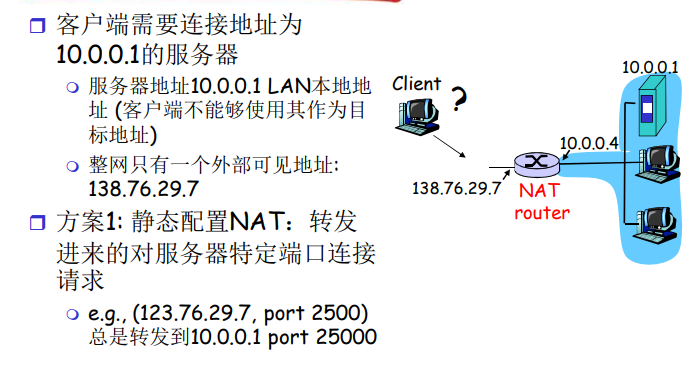 客户端需要连接地址为
10.0.0.1的服务器
服务器地址10.0.0.1 LAN本地地
址 (客户端不能够使用其作为目
标地址)
整网只有一个外部可见地址:
138.76.29.7
方案1: 静态配置NAT：转发
进来的对服务器特定端口连接
请求
e.g., (123.76.29.7, port 2500)
总是转发到10.0.0.1 port 25000
Client
?
10.0.0.1
10.0.0.4
138.76.29.7
NAT
router